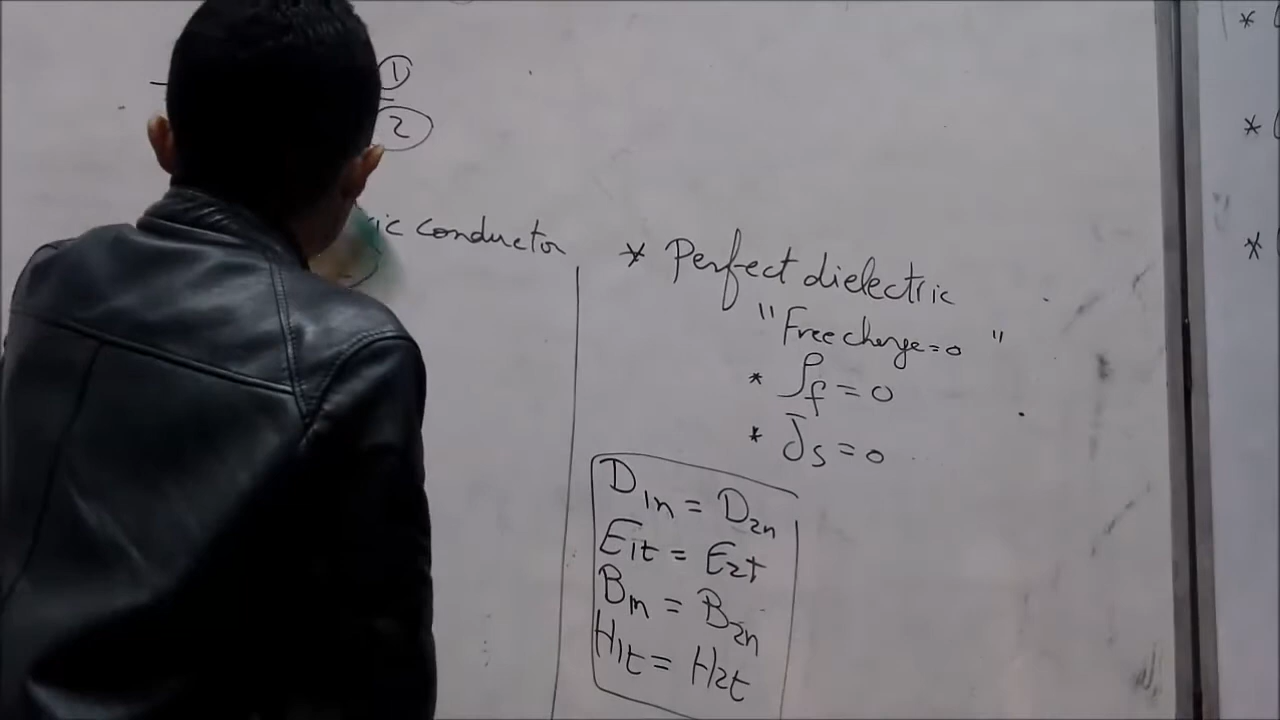 ①
②
ic conductor
* Perfect dielectric
"Free charge = 0"
* ρf = 0
* J̄s = 0
D1n = D2n
E1t = E2t
B1n = B2n
H1t = H2t
*
*
*